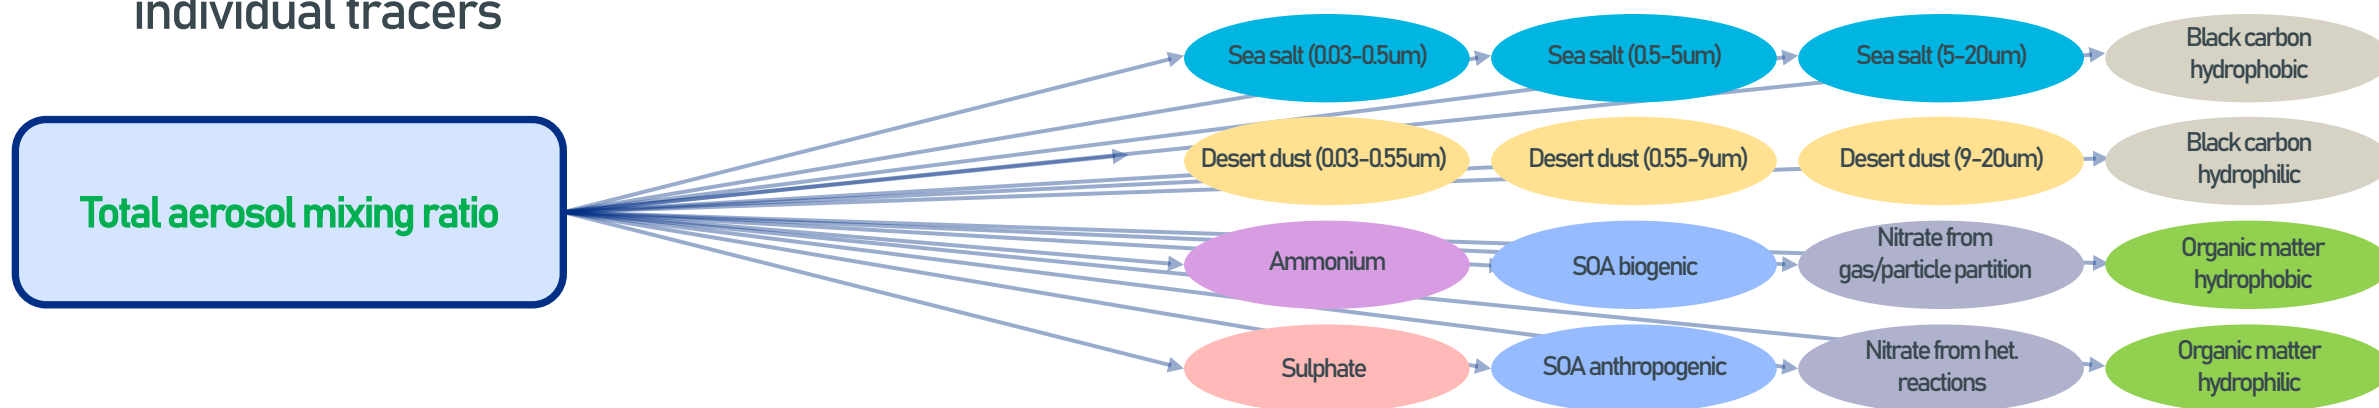 individual tracers
Total aerosol mixing ratio
Sea salt (0.03-0.5um)
Sea salt (0.5-5um)
Sea salt (5-20um)
Black carbon
hydrophobic
Desert dust (0.03-0.55um)
Desert dust (0.55-9um)
Desert dust (9-20um)
Black carbon
hydrophilic
Ammonium
SOA biogenic
Nitrate from
gas/particle partition
Organic matter
hydrophobic
Sulphate
SOA anthropogenic
Nitrate from het.
reactions
Organic matter
hydrophilic